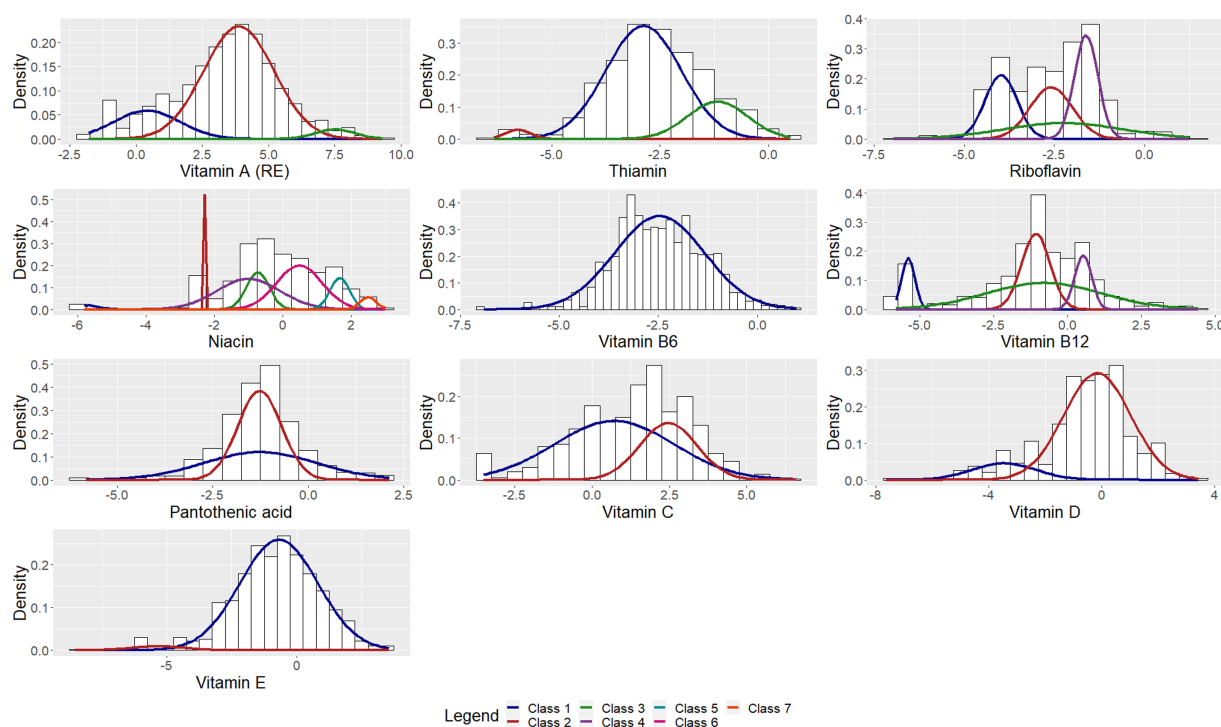 Density
0.20
0.15
0.10
0.05
0.00
-2.5 0.0 2.5 5.0 7.5 10.0
Vitamin A (RE)
Density
0.3
0.2
0.1
0.0
-5.0 -2.5 0.0
Thiamin
Density
0.4
0.3
0.2
0.1
0.0
-7.5 -5.0 -2.5 0.0
Riboflavin
Density
0.5
0.4
0.3
0.2
0.1
0.0
-6 -4 -2 0 2
Niacin
Density
0.4
0.3
0.2
0.1
0.0
-7.5 -5.0 -2.5 0.0
Vitamin B6
Density
0.4
0.3
0.2
0.1
0.0
-5.0 -2.5 0.0 2.5 5.0
Vitamin B12
Density
0.5
0.4
0.3
0.2
0.1
0.0
-5.0 -2.5 0.0 2.5
Pantothenic acid
Density
0.2
0.1
0.0
-2.5 0.0 2.5 5.0
Vitamin C
Density
0.3
0.2
0.1
0.0
-8 -4 0 4
Vitamin D
Density
0.2
0.1
0.0
-5 0
Vitamin E
Legend
Class 1 Class 3 Class 5 Class 7
Class 2 Class 4 Class 6